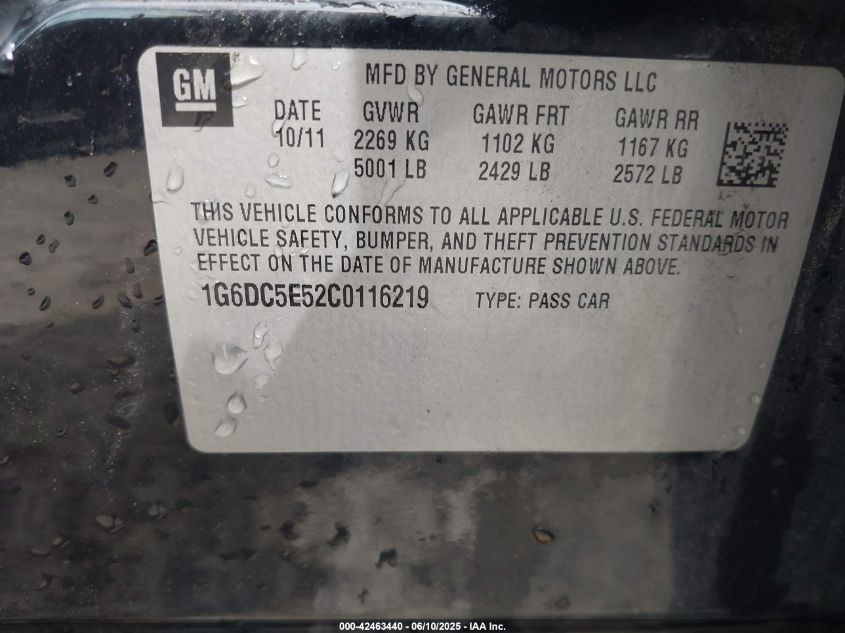 GM
MFD BY GENERAL MOTORS LLC
DATE GVWR GAWR FRT GAWR RR
10/11 2269 KG 1102 KG 1167 KG
5001 LB 2429 LB 2572 LB
THIS VEHICLE CONFORMS TO ALL APPLICABLE U.S. FEDERAL MOTOR
VEHICLE SAFETY, BUMPER, AND THEFT PREVENTION STANDARDS IN
EFFECT ON THE DATE OF MANUFACTURE SHOWN ABOVE.
1G6DC5E52C0116219 TYPE: PASS CAR
000-42463440 - 06/10/2025 - IAA Inc.